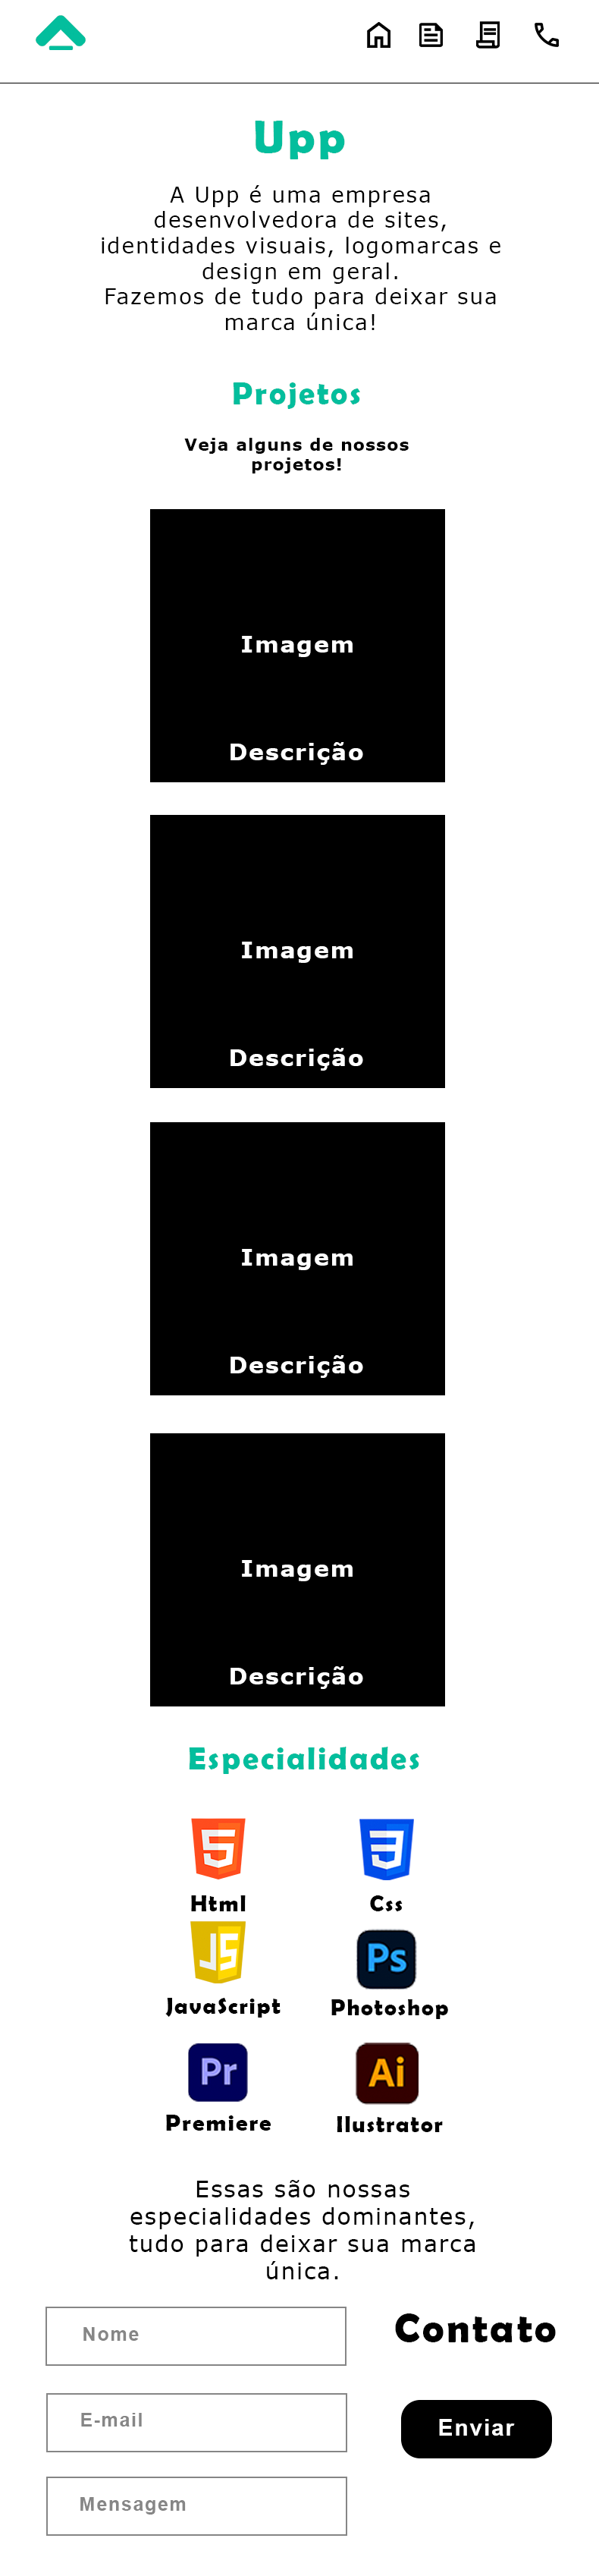 Upp
A Upp é uma empresa
desenvolvedora de sites,
identidades visuais, logomarcas e
design em geral.
Fazemos de tudo para deixar sua
marca única!
Projetos
Veja alguns de nossos
projetos!
Imagem
Descrição
Imagem
Descrição
Imagem
Descrição
Imagem
Descrição
Especialidades
5 3
Html Css
JS Ps
JavaScript Photoshop
Pr Ai
Premiere Ilustrator
Essas são nossas
especialidades dominantes,
tudo para deixar sua marca
única.
Nome
Contato
E-mail
Enviar
Mensagem